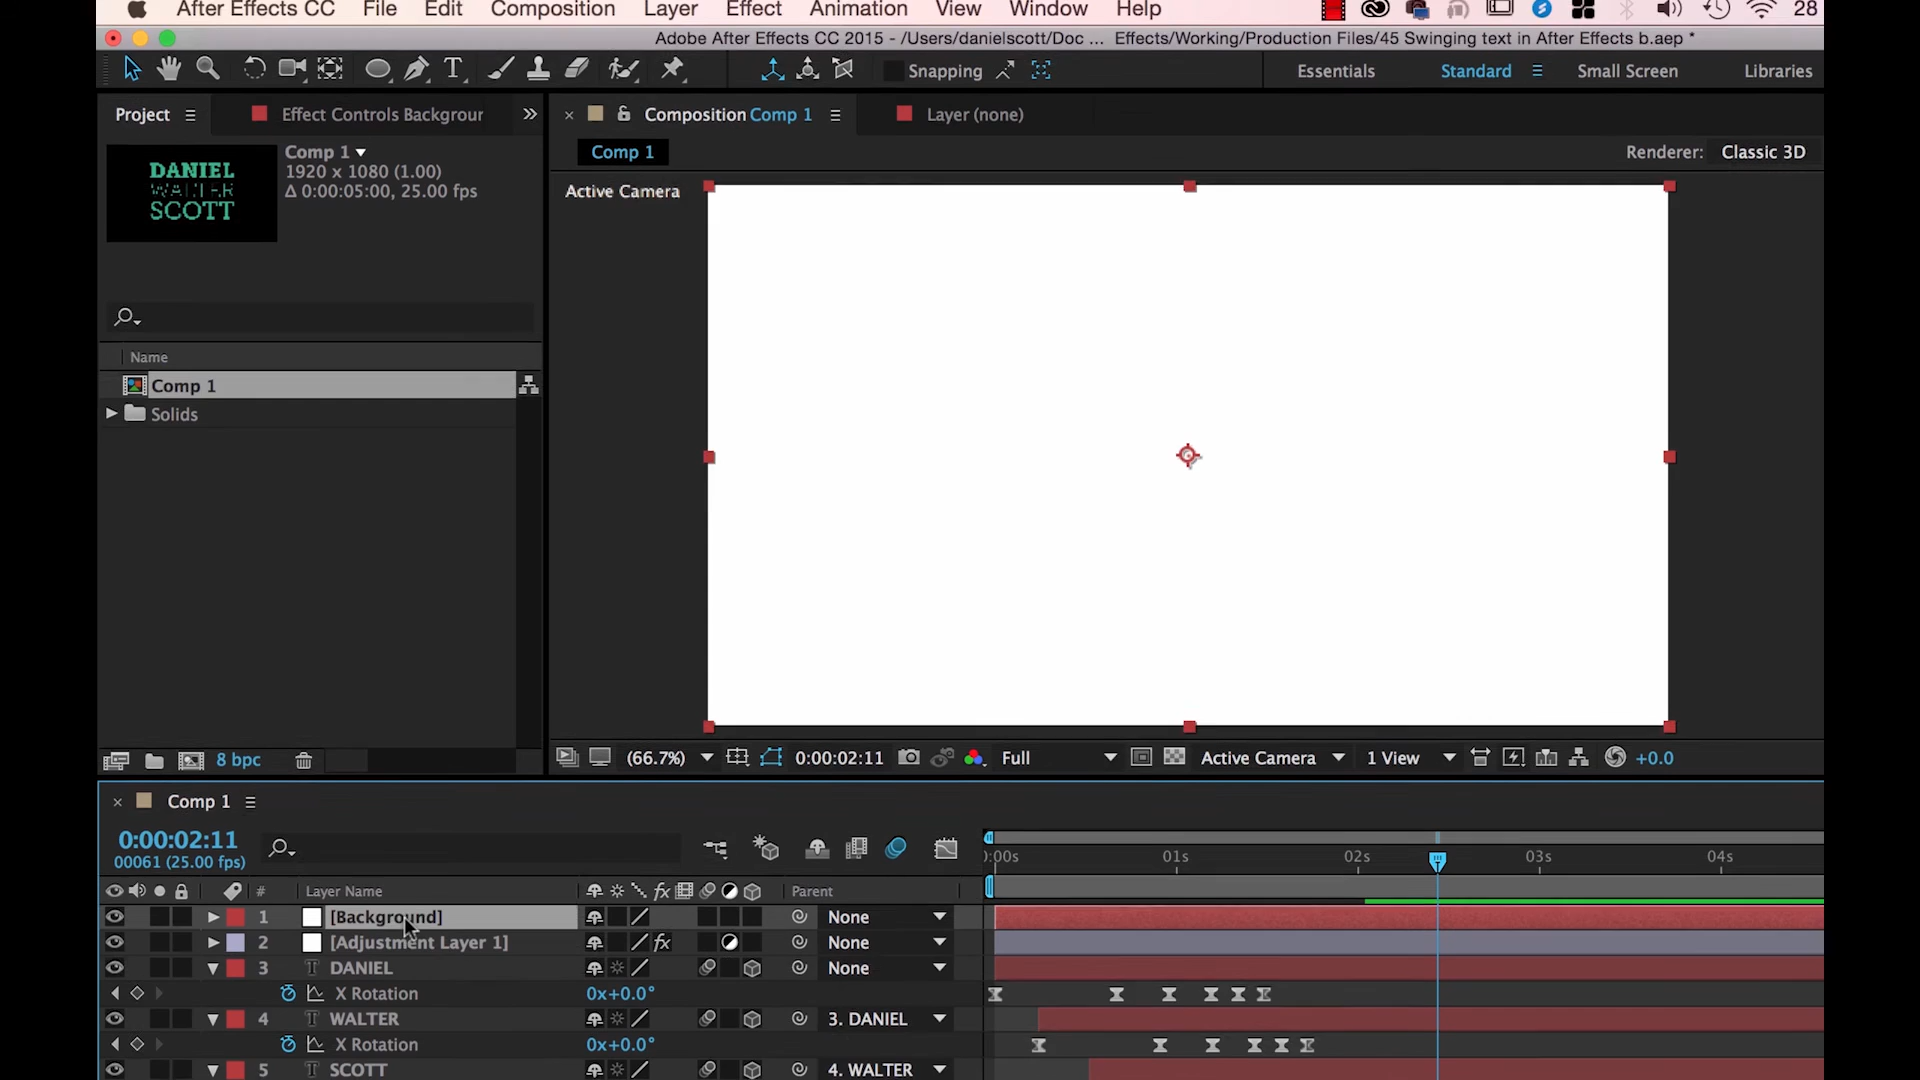 After Effects CC File Edit Composition Layer Effect Animation View Window Help 28
Adobe After Effects CC 2015 - /Users/danielscott/Doc ... Effects/Working/Production Files/45 Swinging text in After Effects b.aep *
Snapping Essentials Standard Small Screen Libraries
Project Effect Controls Backgrour Composition Comp 1 Layer (none)
Comp 1 Renderer: Classic 3D
Comp 1
1920 x 1080 (1.00)
Δ 0:00:05:00, 25.00 fps
DANIEL
WALTER
SCOTT
Active Camera
Name
Comp 1
Solids
8 bpc
(66.7%) 0:00:02:11 Full Active Camera 1 View +0.0
Comp 1
0:00:02:11
00061 (25.00 fps)
):00s 01s 02s 03s 04s
# Layer Name fx Parent
1 [Background] None
2 [Adjustment Layer 1] fx None
3 T DANIEL None
X Rotation 0x+0.0°
4 T WALTER 3. DANIEL
X Rotation 0x+0.0°
5 T SCOTT 4. WALTER